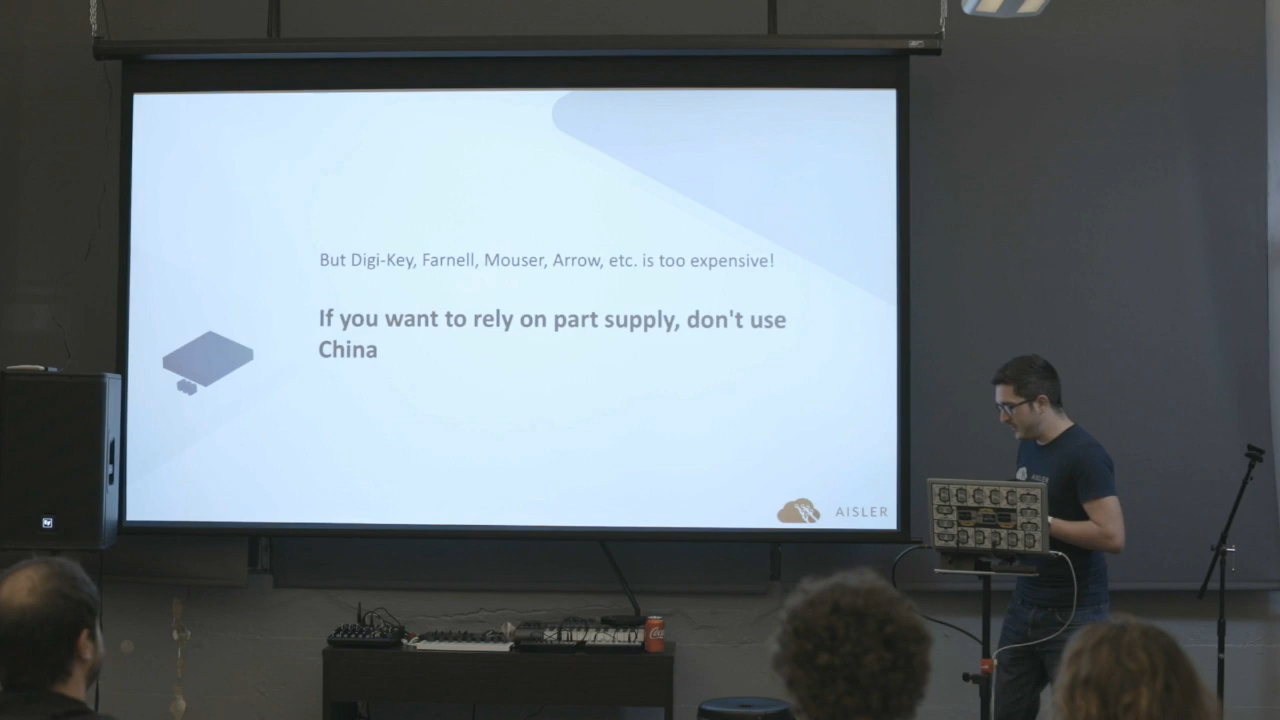 But Digi-Key, Farnell, Mouser, Arrow, etc. is too expensive!
If you want to rely on part supply, don't use
China
AISLER